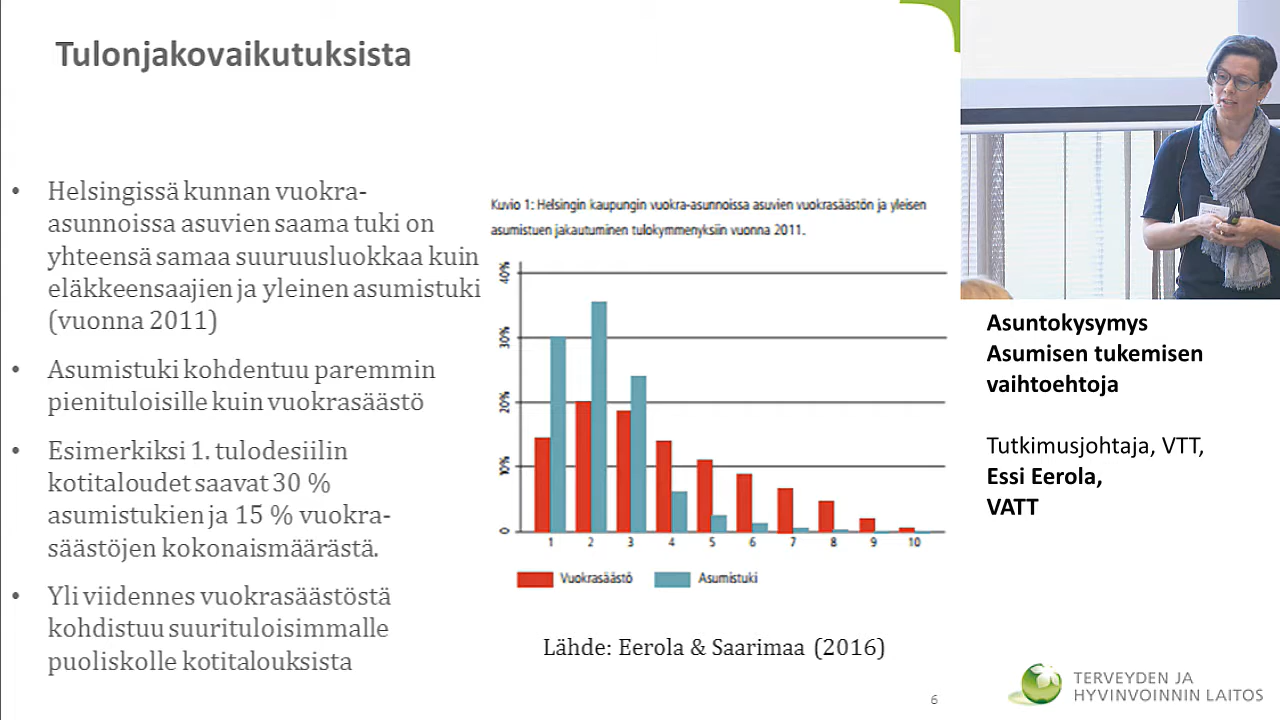 Tulonjakovaikutuksista
• Helsingissä kunnan vuokra-
asunnoissa asuvien saama tuki on
yhteensä samaa suuruusluokkaa kuin
eläkkeensaajien ja yleinen asumistuki
(vuonna 2011)
• Asumistuki kohdentuu paremmin
pienituloisille kuin vuokrasäästö
• Esimerkiksi 1. tulodesiilin
kotitaloudet saavat 30 %
asumistukien ja 15 % vuokra-
säästöjen kokonaismäärästä.
• Yli viidennes vuokrasäästöstä
kohdistuu suurituloisimmalle
puoliskolle kotitalouksista
Kuvio 1: Helsingin kaupungin vuokra-asunnoissa asuvien vuokrasäästön ja yleisen
asumistuen jakautuminen tulokymmenyksiin vuonna 2011.
40%
30%
20%
10%
0
1 2 3 4 5 6 7 8 9 10
Vuokrasäästö Asumistuki
Lähde: Eerola & Saarimaa (2016)
6
Asuntokysymys
Asumisen tukemisen
vaihtoehtoja
Tutkimusjohtaja, VTT,
Essi Eerola,
VATT
TERVEYDEN JA
HYVINVOINNIN LAITOS